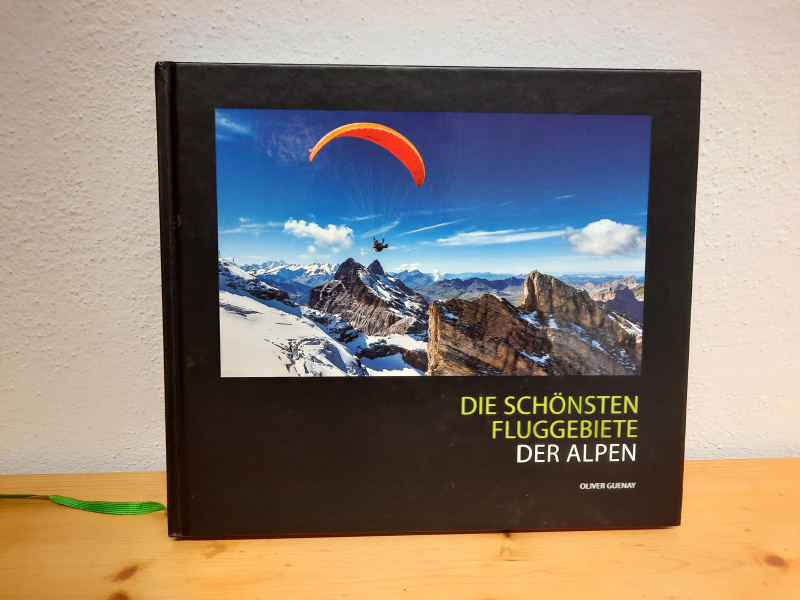 DIE SCHÖNSTEN
FLUGGEBIETE
DER ALPEN
OLIVER GUENAY